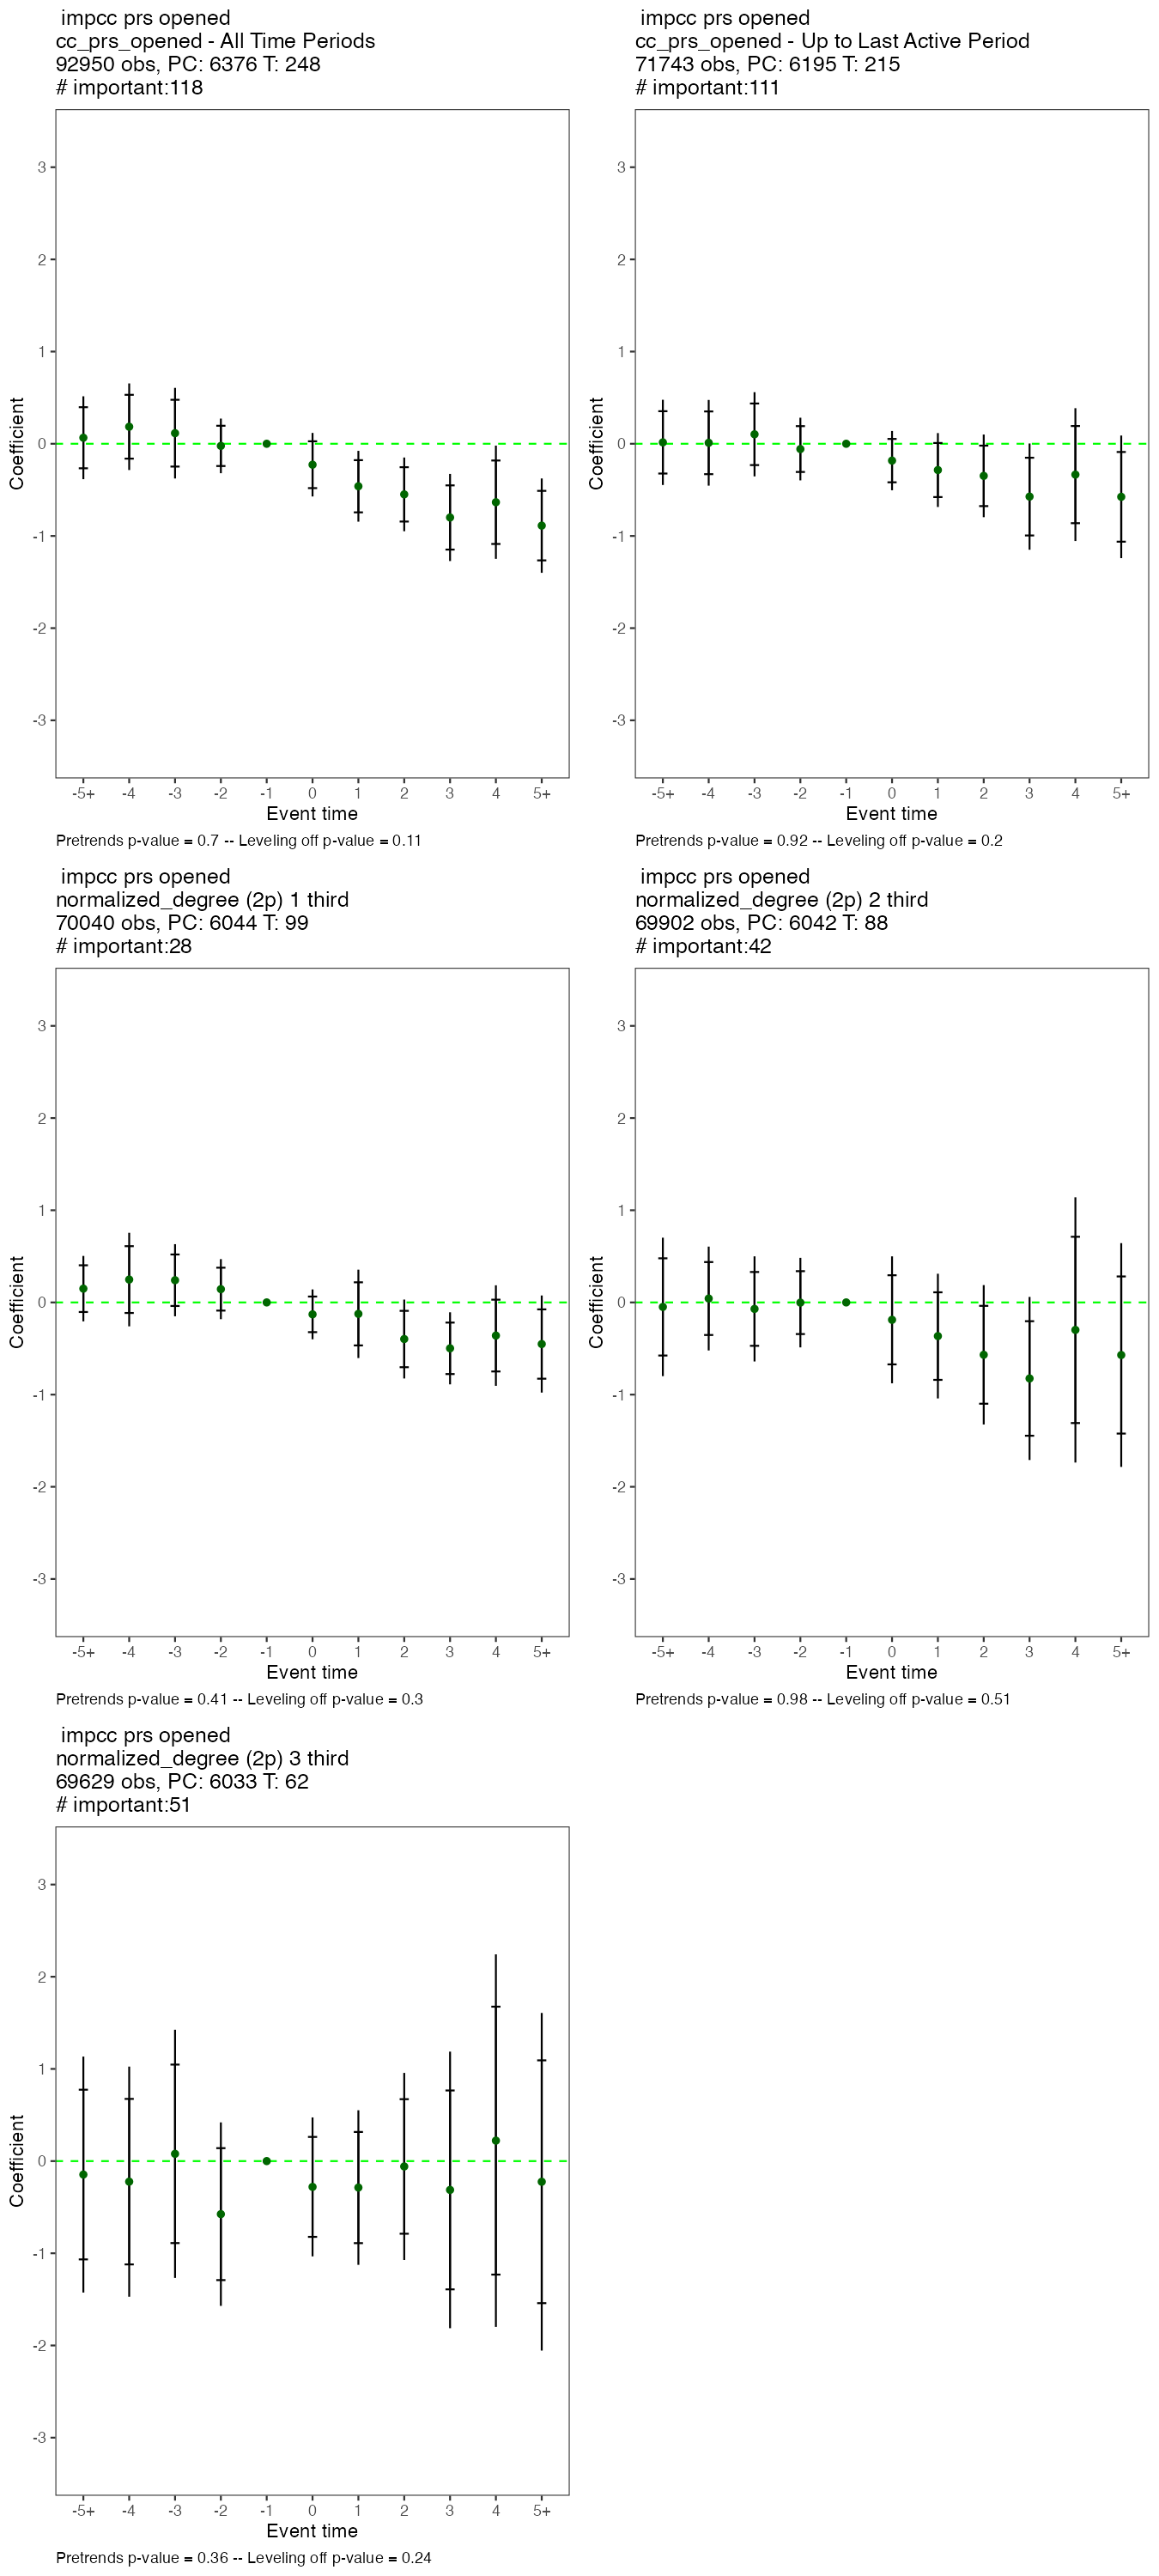 impcc prs opened
cc_prs_opened - All Time Periods
92950 obs, PC: 6376 T: 248
# important:118
3
2
1
0
-1
-2
-3
Coefficient
-5+ -4 -3 -2 -1 0 1 2 3 4 5+
Event time
Pretrends p-value = 0.7 -- Leveling off p-value = 0.11
impcc prs opened
cc_prs_opened - Up to Last Active Period
71743 obs, PC: 6195 T: 215
# important:111
3
2
1
0
-1
-2
-3
Coefficient
-5+ -4 -3 -2 -1 0 1 2 3 4 5+
Event time
Pretrends p-value = 0.92 -- Leveling off p-value = 0.2
impcc prs opened
normalized_degree (2p) 1 third
70040 obs, PC: 6044 T: 99
# important:28
3
2
1
0
-1
-2
-3
Coefficient
-5+ -4 -3 -2 -1 0 1 2 3 4 5+
Event time
Pretrends p-value = 0.41 -- Leveling off p-value = 0.3
impcc prs opened
normalized_degree (2p) 2 third
69902 obs, PC: 6042 T: 88
# important:42
3
2
1
0
-1
-2
-3
Coefficient
-5+ -4 -3 -2 -1 0 1 2 3 4 5+
Event time
Pretrends p-value = 0.98 -- Leveling off p-value = 0.51
impcc prs opened
normalized_degree (2p) 3 third
69629 obs, PC: 6033 T: 62
# important:51
3
2
1
0
-1
-2
-3
Coefficient
-5+ -4 -3 -2 -1 0 1 2 3 4 5+
Event time
Pretrends p-value = 0.36 -- Leveling off p-value = 0.24